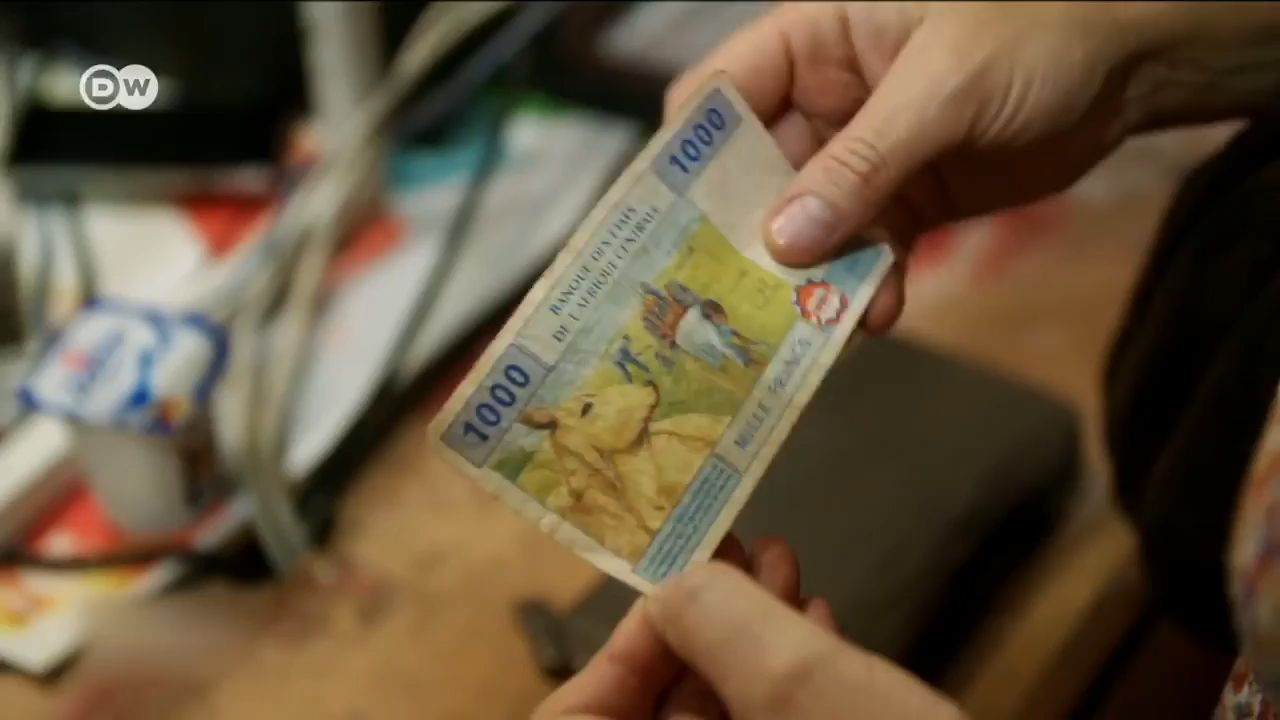 DW
1000
BANQUE DES ETATS
DE L'AFRIQUE CENTRALE
1000
MILLE FRANCS